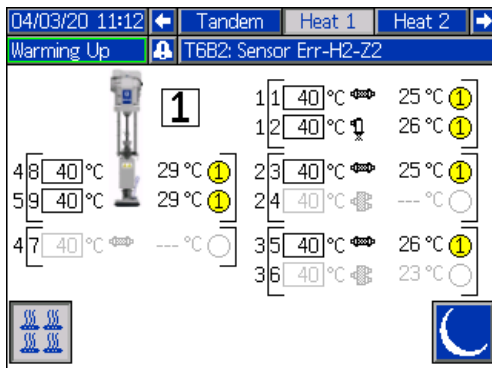 04/03/20 11:12 Tandem Heat 1 Heat 2
Warming Up T6B2: Sensor Err-H2-Z2
1
1 1 40 °C 25 °C 1
1 2 40 °C 26 °C 1
4 8 40 °C 29 °C 1
5 9 40 °C 29 °C 1
2 3 40 °C 25 °C 1
2 4 40 °C --- °C
4 7 40 °C --- °C
3 5 40 °C 26 °C 1
3 6 40 °C 23 °C